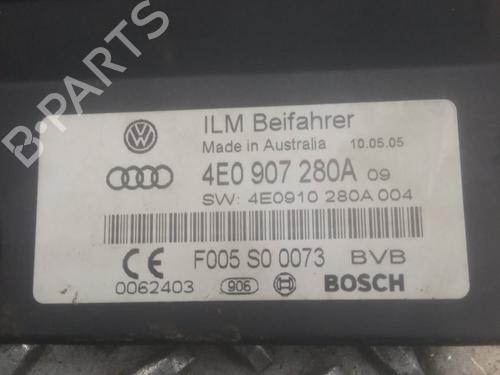 ILM Beifahrer
Made in Australia 10.05.05
4E0 907 280A 09
SW: 4E0910 280A 004
F005 S0 0073 BVB
0062403 906 BOSCH
B-PARTS